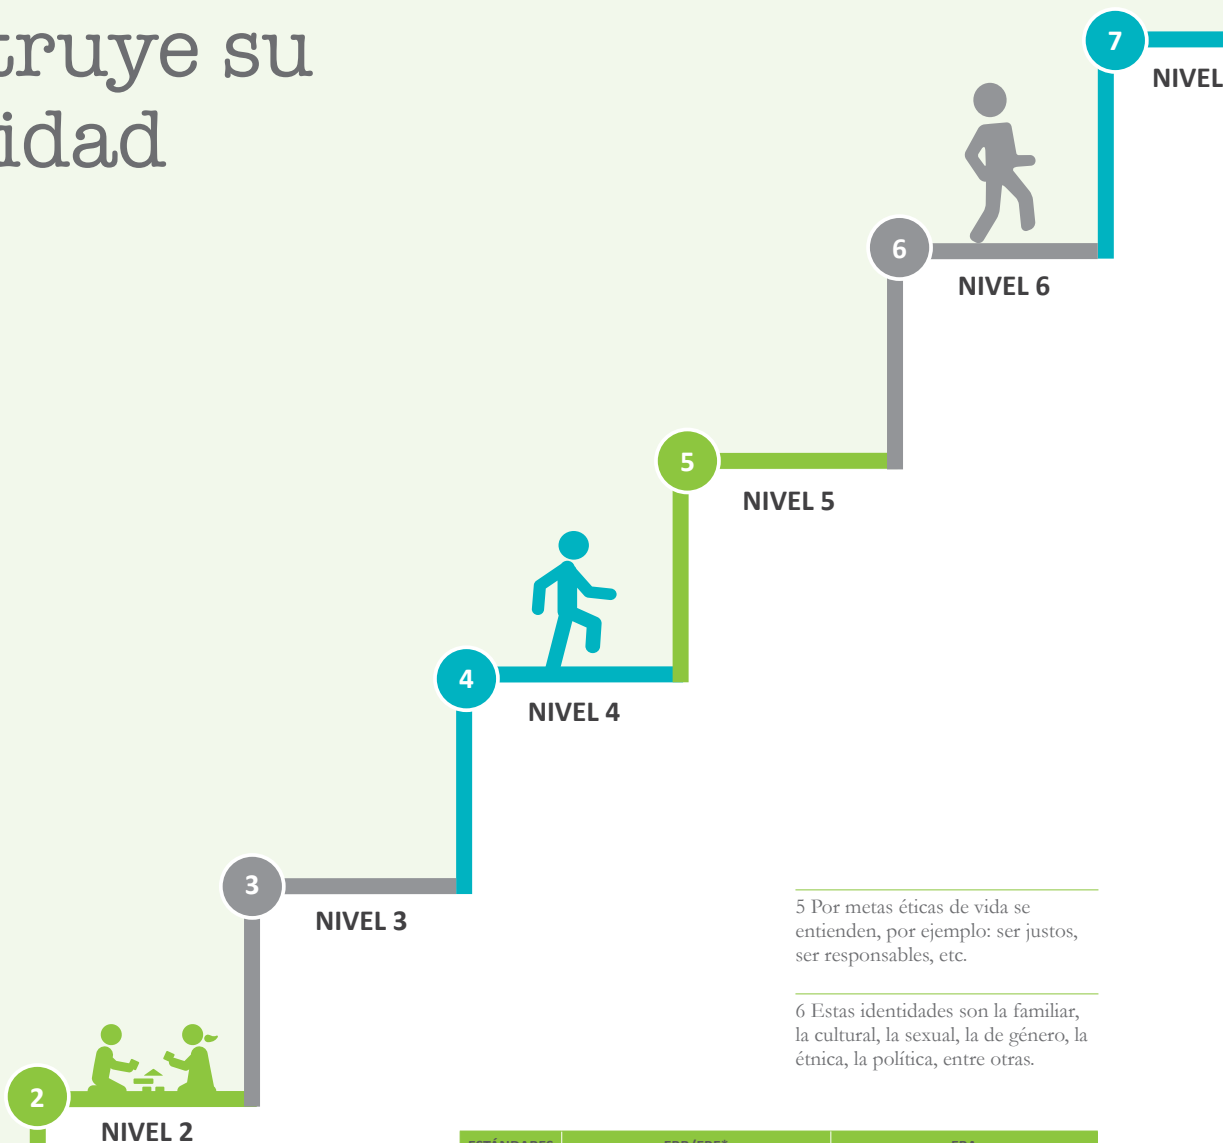 truye su
idad
7
NIVEL
6
NIVEL 6
5
NIVEL 5
4
NIVEL 4
3
NIVEL 3
5 Por metas éticas de vida se
entienden, por ejemplo: ser justos,
ser responsables, etc.
6 Estas identidades son la familiar,
la cultural, la sexual, la de género, la
étnica, la política, entre otras.
2
NIVEL 2
ESTÁNDARES